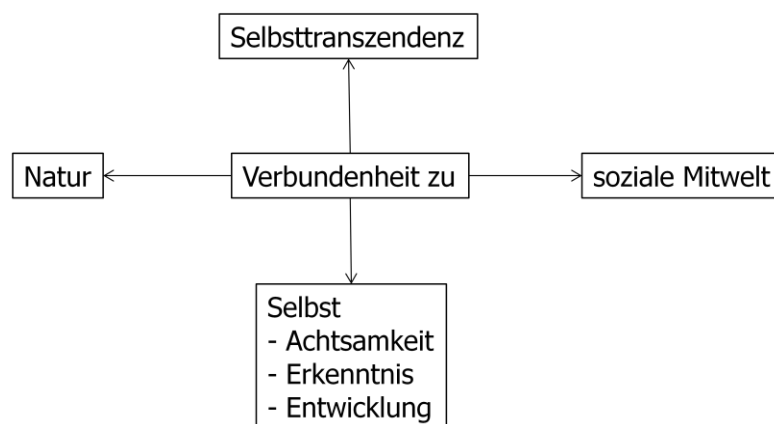 Selbsttranszendenz
Natur
Verbundenheit zu
soziale Mitwelt
Selbst
- Achtsamkeit
- Erkenntnis
- Entwicklung